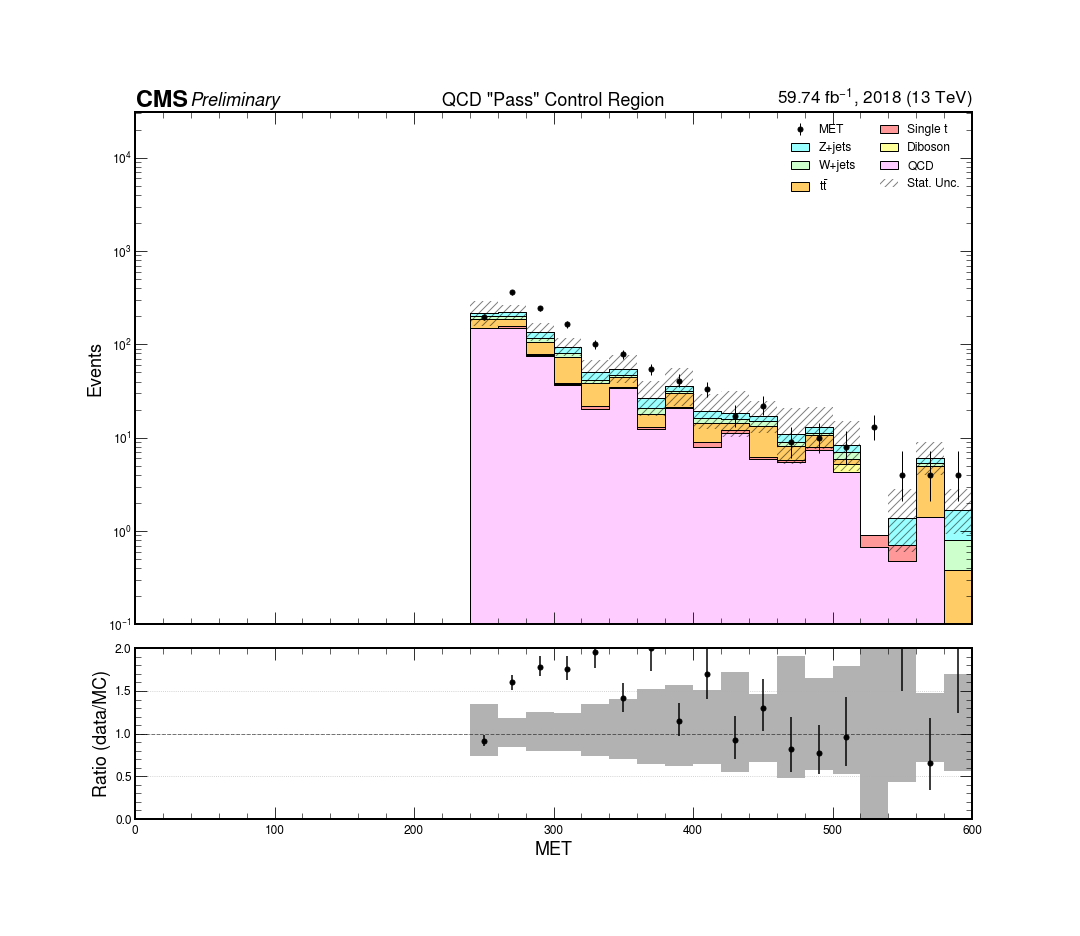 CMS Preliminary QCD "Pass" Control Region 59.74 fb⁻¹, 2018 (13 TeV)
MET Single t
Z+jets Diboson
W+jets QCD
tt̄ Stat. Unc.
Events
10⁴
10³
10²
10¹
10⁰
10⁻¹
Ratio (data/MC)
2.0
1.5
1.0
0.5
0.0
0 100 200 300 400 500 600
MET